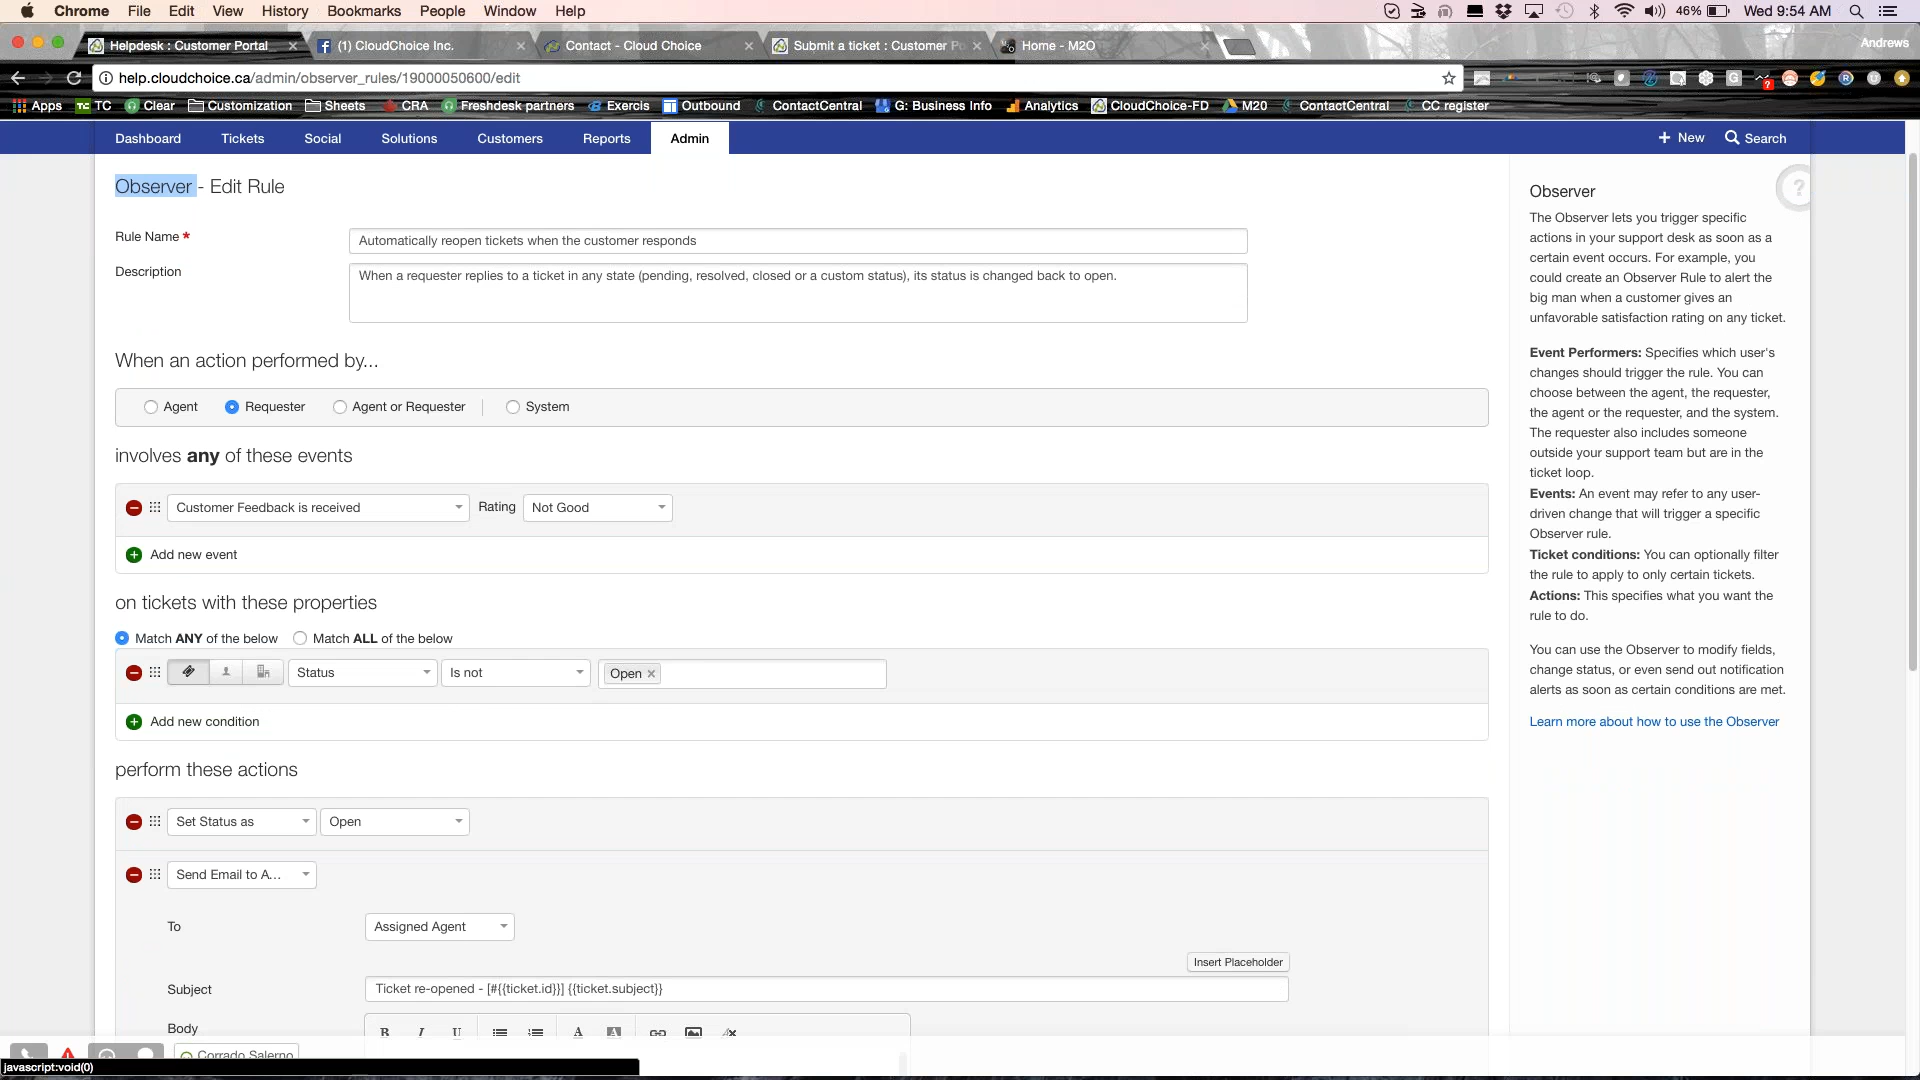 Chrome File Edit View History Bookmarks People Window Help 46% Wed 9:54 AM
Helpdesk : Customer Portal (1) CloudChoice Inc. Contact - Cloud Choice Submit a ticket : Customer Po Home - M2O Andrews
help.cloudchoice.ca/admin/observer_rules/19000050600/edit
Apps TC Clear Customization Sheets CRA Freshdesk partners Exercis Outbound ContactCentral G: Business Info Analytics CloudChoice-FD M20 ContactCentral CC register
Dashboard Tickets Social Solutions Customers Reports Admin + New Search
Observer - Edit Rule
Rule Name *
Automatically reopen tickets when the customer responds
Description
When a requester replies to a ticket in any state (pending, resolved, closed or a custom status), its status is changed back to open.
When an action performed by...
Agent Requester Agent or Requester System
involves any of these events
Customer Feedback is received Rating Not Good
Add new event
on tickets with these properties
Match ANY of the below Match ALL of the below
Status Is not Open ×
Add new condition
perform these actions
Set Status as Open
Send Email to A...
To Assigned Agent
Insert Placeholder
Subject Ticket re-opened - [#{{ticket.id}}] {{ticket.subject}}
Body
B I U A A
Corrado Salerno
javascript:void(0)
Observer
?
The Observer lets you trigger specific
actions in your support desk as soon as a
certain event occurs. For example, you
could create an Observer Rule to alert the
big man when a customer gives an
unfavorable satisfaction rating on any ticket.
Event Performers: Specifies which user's
changes should trigger the rule. You can
choose between the agent, the requester,
the agent or the requester, and the system.
The requester also includes someone
outside your support team but are in the
ticket loop.
Events: An event may refer to any user-
driven change that will trigger a specific
Observer rule.
Ticket conditions: You can optionally filter
the rule to apply to only certain tickets.
Actions: This specifies what you want the
rule to do.
You can use the Observer to modify fields,
change status, or even send out notification
alerts as soon as certain conditions are met.
Learn more about how to use the Observer